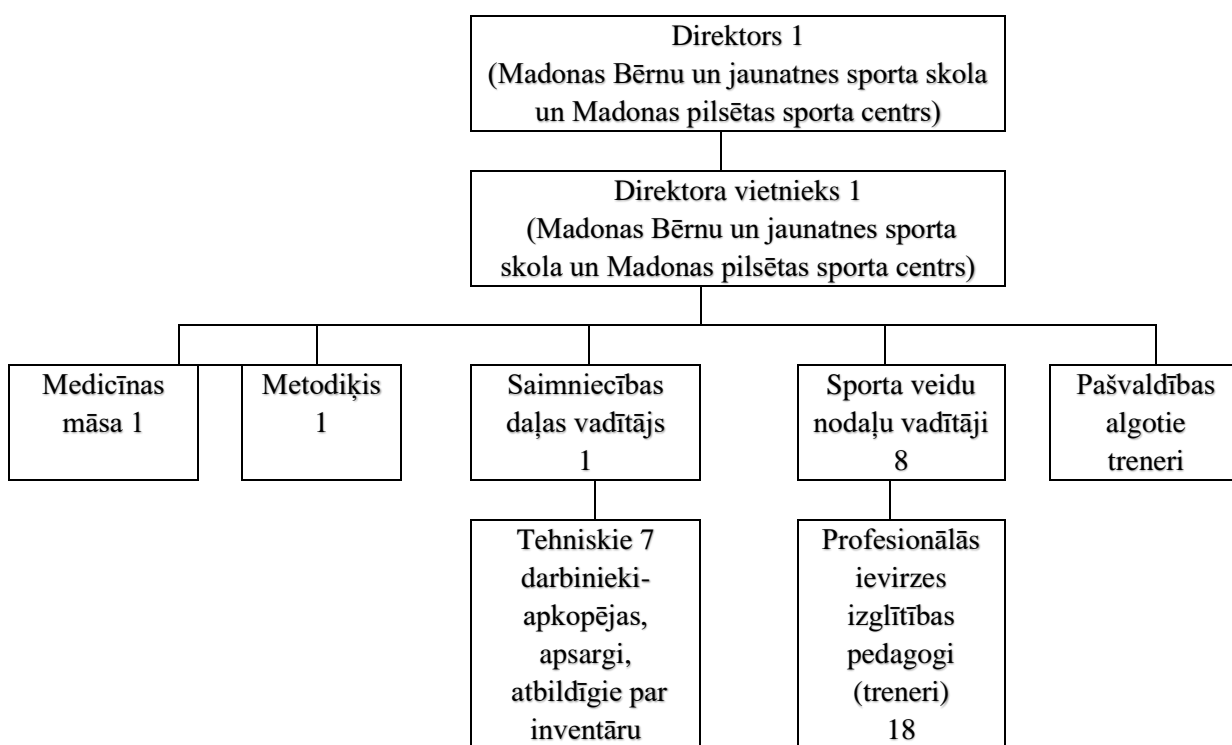 Direktors 1
(Madonas Bērnu un jaunatnes sporta skola
un Madonas pilsētas sporta centrs)
Direktora vietnieks 1
(Madonas Bērnu un jaunatnes sporta
skola un Madonas pilsētas sporta centrs)
Medicīnas
māsa 1
Metodiķis
1
Saimniecības
daļas vadītājs
1
Sporta veidu
nodaļu vadītāji
8
Pašvaldības
algotie
treneri
Tehniskie 7
darbinieki-
apkopējas,
apsargi,
atbildīgie par
inventāru
Profesionālās
ievirzes
izglītības
pedagogi
(treneri)
18